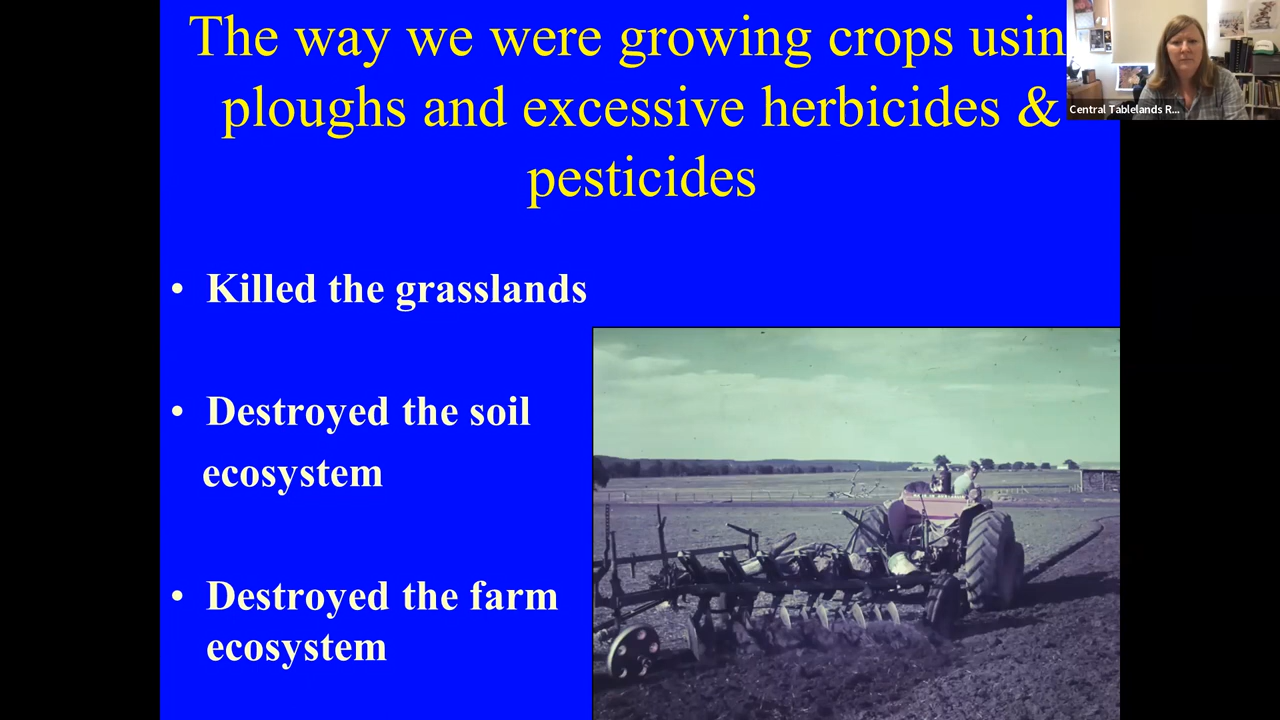 The way we were growing crops usin
ploughs and excessive herbicides &
pesticides
Central Tablelands R...
• Killed the grasslands
• Destroyed the soil
ecosystem
• Destroyed the farm
ecosystem